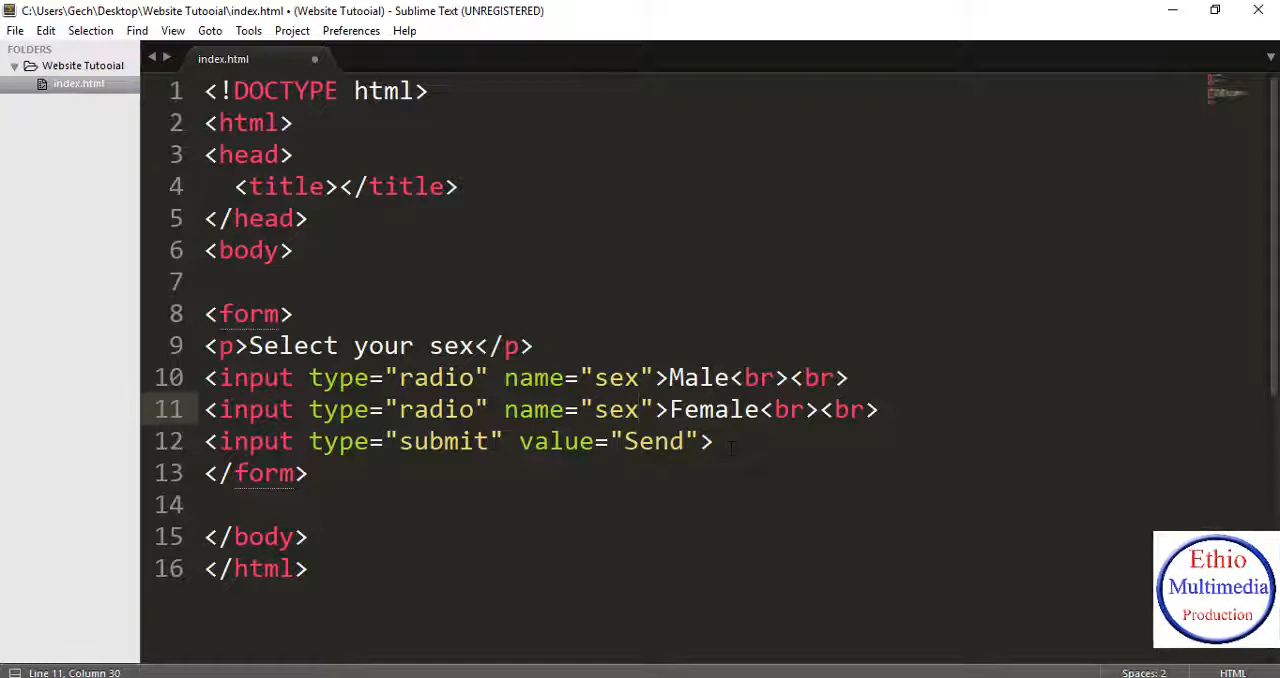 C:\Users\Gech\Desktop\Website Tutooial\index.html • (Website Tutooial) - Sublime Text (UNREGISTERED)
File Edit Selection Find View Goto Tools Project Preferences Help
FOLDERS
Website Tutooial
index.html
index.html
1 <!DOCTYPE html>
2 <html>
3 <head>
4 <title></title>
5 </head>
6 <body>
7
8 <form>
9 <p>Select your sex</p>
10 <input type="radio" name="sex">Male<br><br>
11 <input type="radio" name="sex">Female<br><br>
12 <input type="submit" value="Send">
13 </form>
14
15 </body>
16 </html>
Ethio
Multimedia
Production
Line 11, Column 30
Spaces: 2
HTML